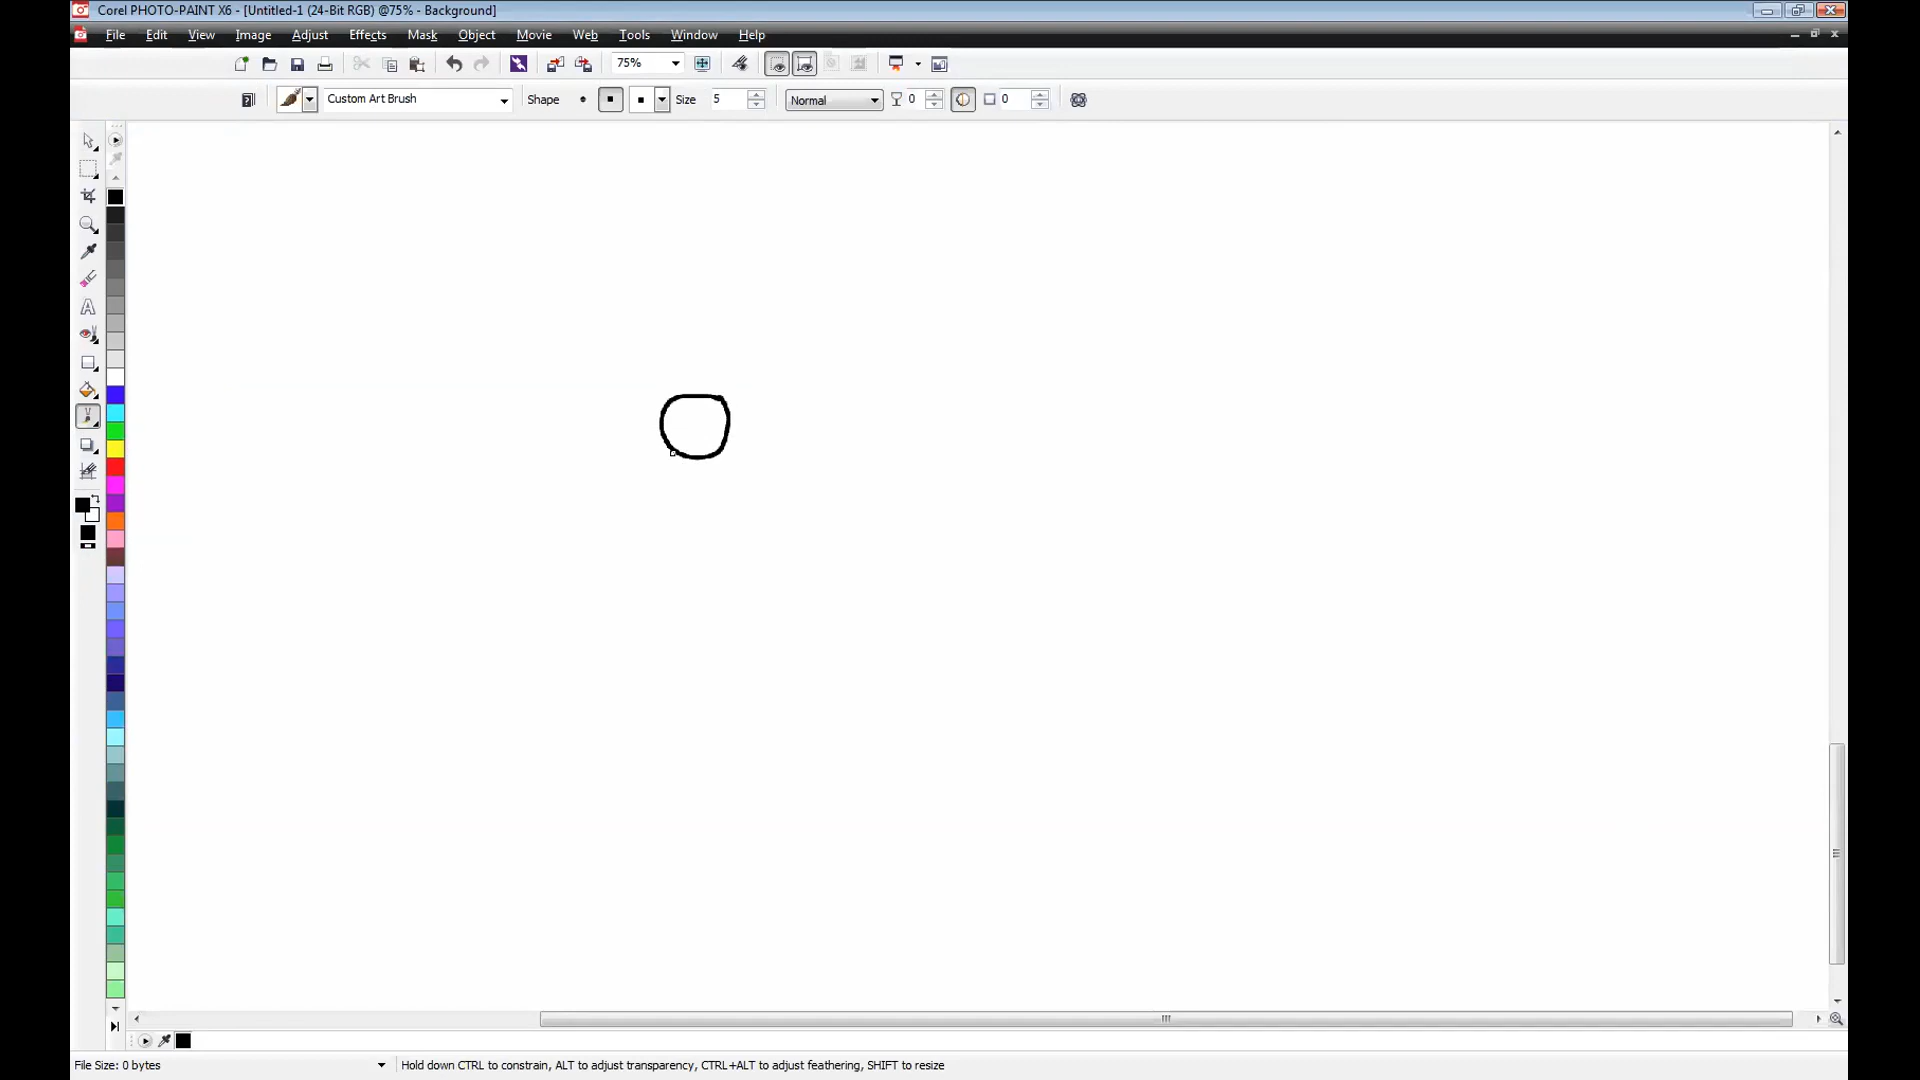 Corel PHOTO-PAINT X6 - [Untitled-1 (24-Bit RGB) @75% - Background]
File Edit View Image Adjust Effects Mask Object Movie Web Tools Window Help
75%
Custom Art Brush Shape Size 5 Normal 0 0
File Size: 0 bytes Hold down CTRL to constrain, ALT to adjust transparency, CTRL+ALT to adjust feathering, SHIFT to resize